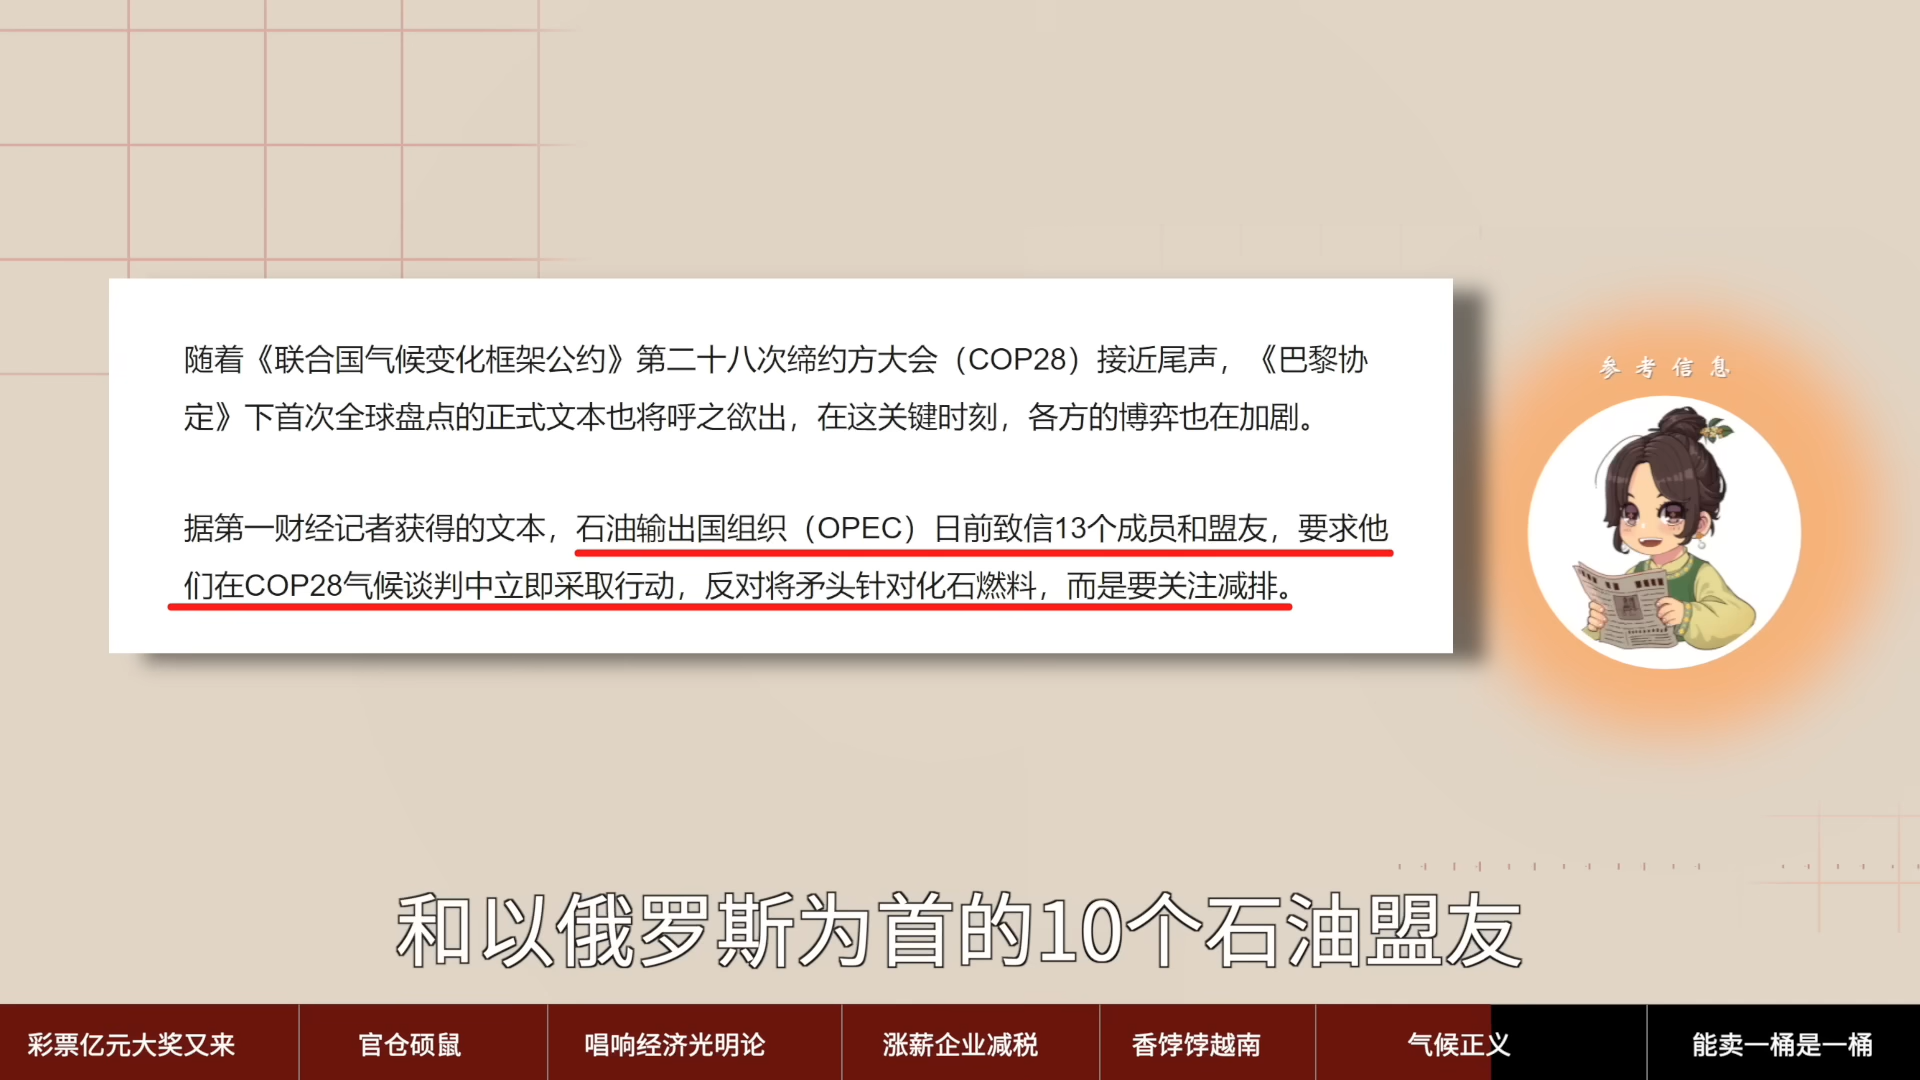 随着《联合国气候变化框架公约》第二十八次缔约方大会（COP28）接近尾声，《巴黎协
定》下首次全球盘点的正式文本也将呼之欲出，在这关键时刻，各方的博弈也在加剧。
据第一财经记者获得的文本，石油输出国组织（OPEC）日前致信13个成员和盟友，要求他
们在COP28气候谈判中立即采取行动，反对将矛头针对化石燃料，而是要关注减排。
参考信息
和以俄罗斯为首的10个石油盟友
彩票亿元大奖又来
官仓硕鼠
唱响经济光明论
涨薪企业减税
香饽饽越南
气候正义
能卖一桶是一桶